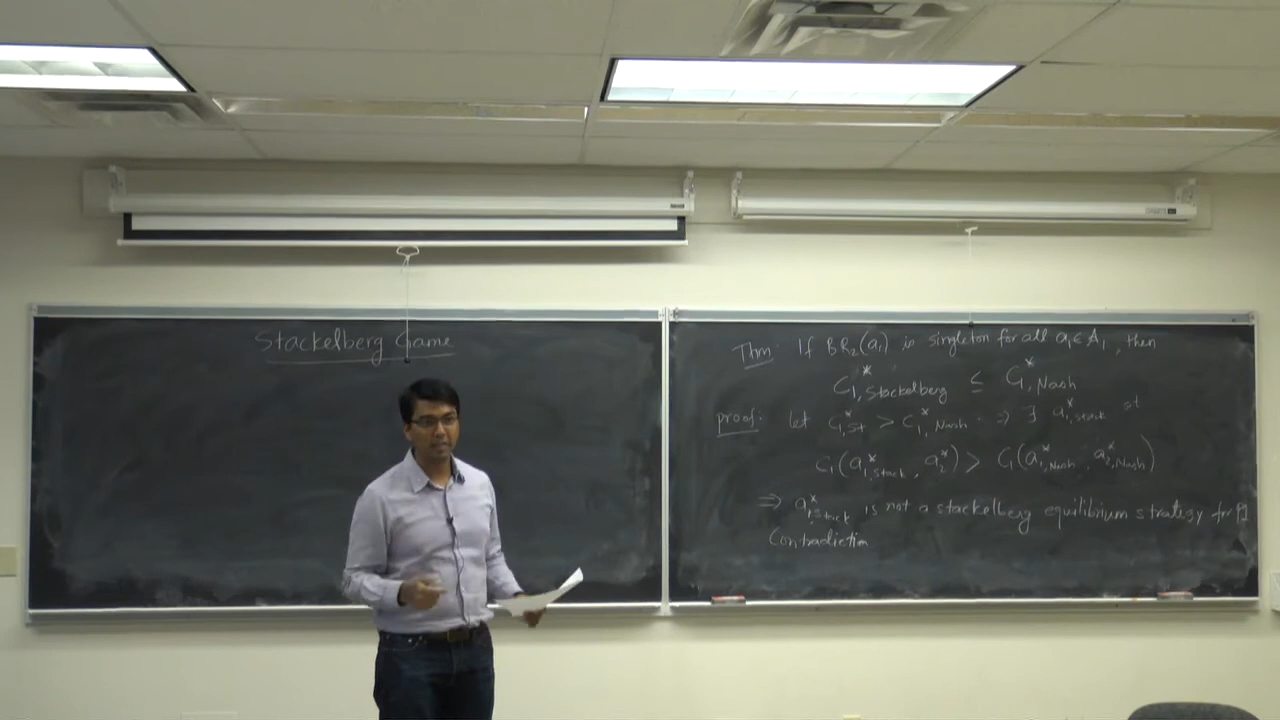 Stackelberg Game
Thm: If BR₂(a₁) is singleton for all a₁ ∈ A₁, then
C*₁,Stackelberg ≤ C*₁,Nash
proof: let C*₁,St > C*₁,Nash ⇒ ∃ a*₁,stack st
C₁(a*₁,stack, a*₂) > C₁(a*₁,Nash, a*₂,Nash)
⇒ a*₁,stack is not a stackelberg equilibrium strategy for P1
Contradiction